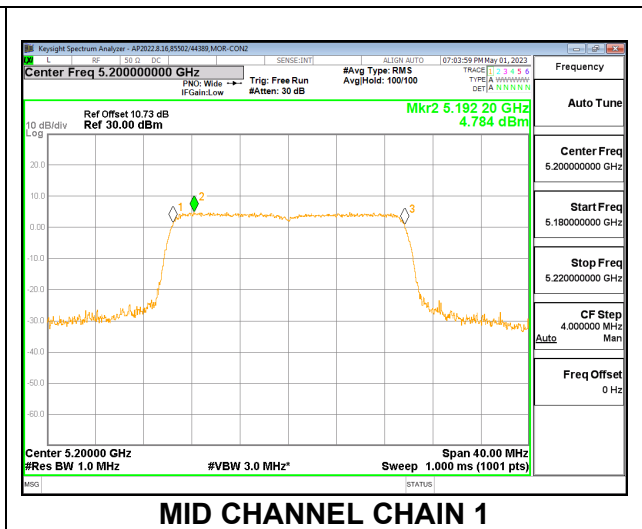 Keysight Spectrum Analyzer - AP2022.8.16,85502/44389,MOR-CON2
L RF 50 Ω DC SENSE:INT ALIGN AUTO 07:03:59 PM May 01, 2023
Center Freq 5.200000000 GHz
PNO: Wide
IFGain:Low
Trig: Free Run
#Atten: 30 dB
#Avg Type: RMS
Avg|Hold: 100/100
TRACE 1 2 3 4 5 6
TYPE A WWWWW
DET A N N N N N
Frequency
Ref Offset 10.73 dB
Ref 30.00 dBm
10 dB/div
Log
Mkr2 5.192 20 GHz
4.784 dBm
20.0
10.0
0.00
-10.0
-20.0
-30.0
-40.0
-50.0
-60.0
1
2
3
Center 5.20000 GHz
Span 40.00 MHz
#Res BW 1.0 MHz
#VBW 3.0 MHz*
Sweep 1.000 ms (1001 pts)
MSG
STATUS
Auto Tune
Center Freq
5.200000000 GHz
Start Freq
5.180000000 GHz
Stop Freq
5.220000000 GHz
CF Step
4.000000 MHz
Auto Man
Freq Offset
0 Hz
MID CHANNEL CHAIN 1